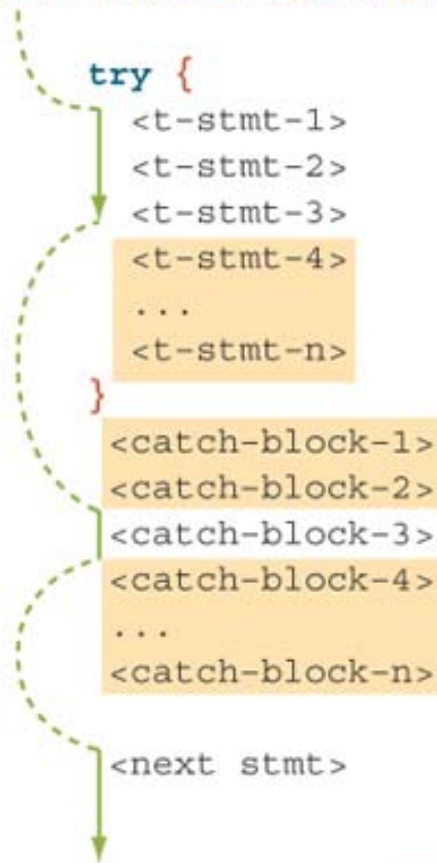 try {
<t-stmt-1>
<t-stmt-2>
<t-stmt-3>
<t-stmt-4>
...
<t-stmt-n>
}
<catch-block-1>
<catch-block-2>
<catch-block-3>
<catch-block-4>
...
<catch-block-n>
<next stmt>